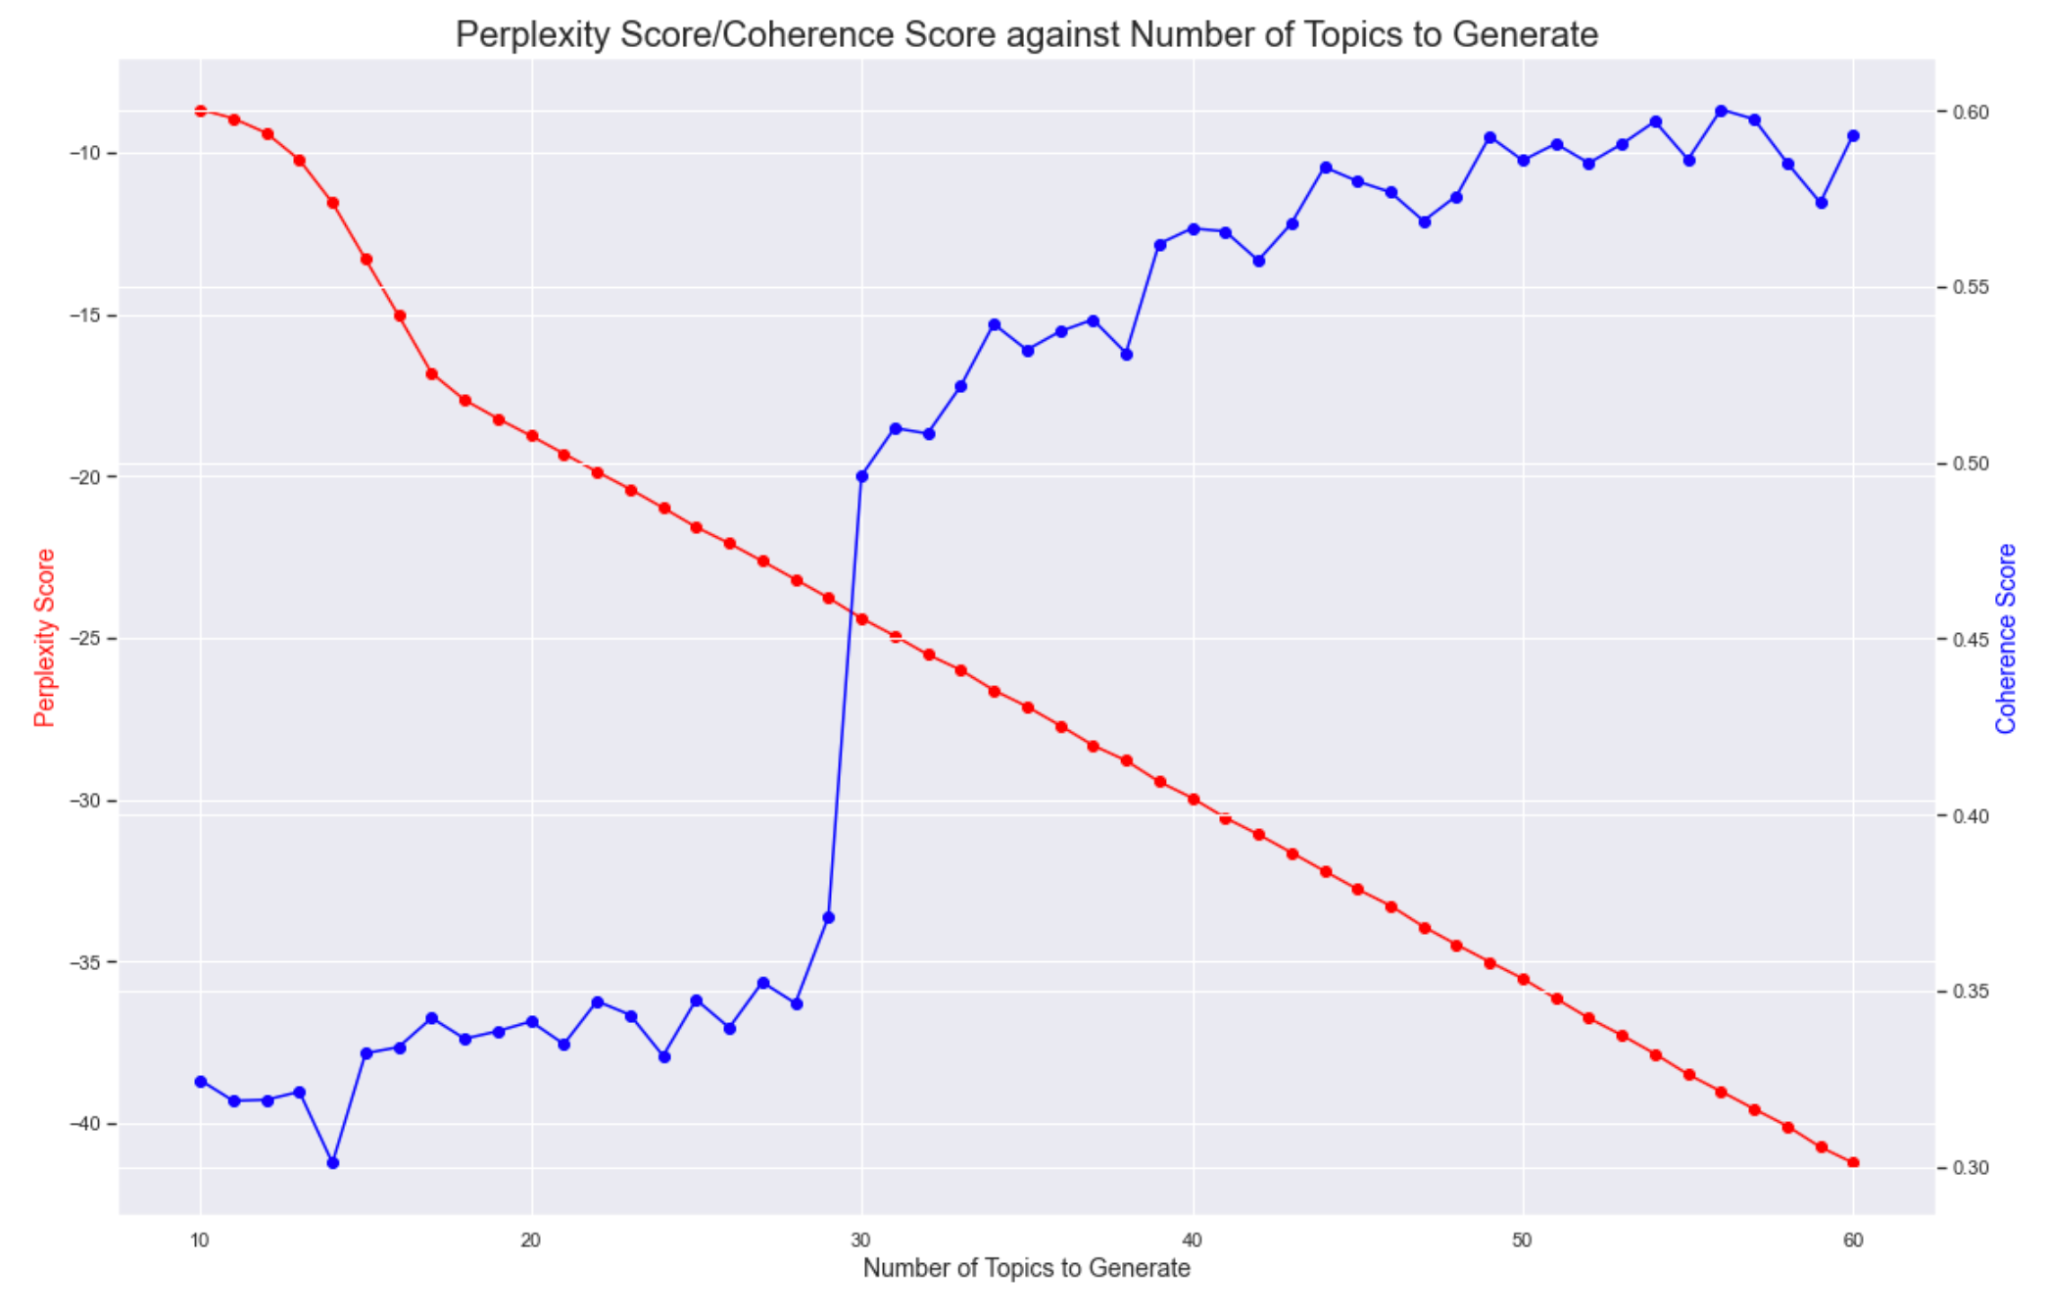 Perplexity Score/Coherence Score against Number of Topics to Generate
Perplexity Score
−10
−15
−20
−25
−30
−35
−40
0.60
0.55
0.50
0.45
0.40
0.35
0.30
Coherence Score
10 20 30 40 50 60
Number of Topics to Generate